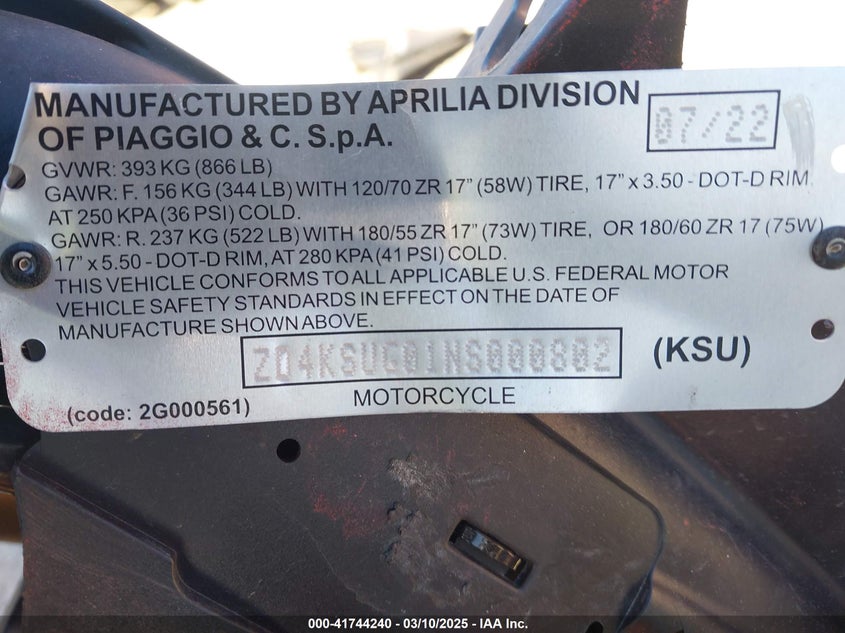 MANUFACTURED BY APRILIA DIVISION
OF PIAGGIO & C. S.p.A.
07/22
GVWR: 393 KG (866 LB)
GAWR: F. 156 KG (344 LB) WITH 120/70 ZR 17" (58W) TIRE, 17" x 3.50 - DOT-D RIM
AT 250 KPA (36 PSI) COLD.
GAWR: R. 237 KG (522 LB) WITH 180/55 ZR 17" (73W) TIRE, OR 180/60 ZR 17 (75W)
17" x 5.50 - DOT-D RIM, AT 280 KPA (41 PSI) COLD.
THIS VEHICLE CONFORMS TO ALL APPLICABLE U.S. FEDERAL MOTOR
VEHICLE SAFETY STANDARDS IN EFFECT ON THE DATE OF
MANUFACTURE SHOWN ABOVE.
(KSU)
MOTORCYCLE
(code: 2G000561)
000-41744240 - 03/10/2025 - IAA Inc.